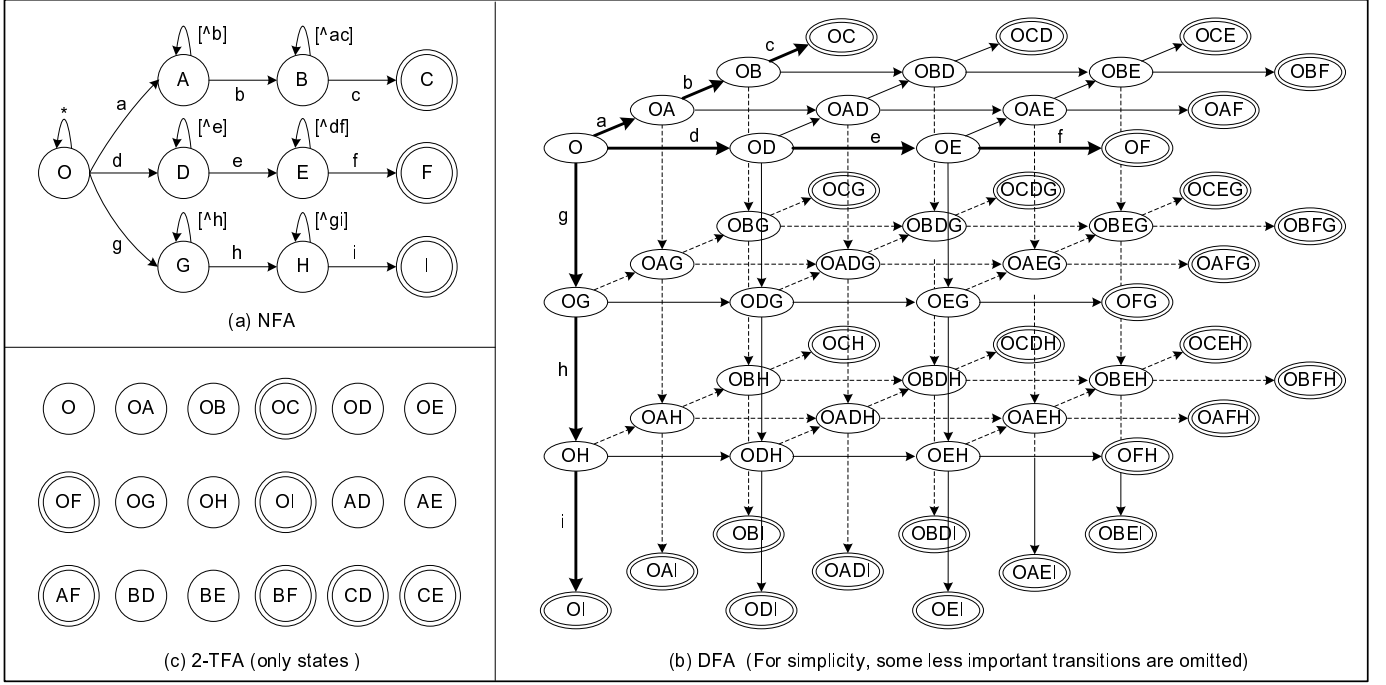 [^b]
[^ac]
A
b
B
c
C
a
*
[^e]
[^df]
O
d
D
e
E
f
F
[^h]
[^gi]
g
G
h
H
i
I
(a) NFA
O
OA
OB
OC
OD
OE
OF
OG
OH
OI
AD
AE
AF
BD
BE
BF
CD
CE
(c) 2-TFA (only states )
OC
OCD
OCE
c
OB
OBD
OBE
OBF
b
OA
OAD
OAE
OAF
a
O
d
OD
e
OE
f
OF
OCG
OCDG
OCEG
g
OBG
OBDG
OBEG
OBFG
OAG
OADG
OAEG
OAFG
OG
ODG
OEG
OFG
OCH
OCDH
OCEH
h
OBH
OBDH
OBEH
OBFH
OAH
OADH
OAEH
OAFH
OH
ODH
OEH
OFH
i
OBI
OBDI
OBEI
OAI
OADI
OAEI
OI
ODI
OEI
(b) DFA (For simplicity, some less important transitions are omitted)